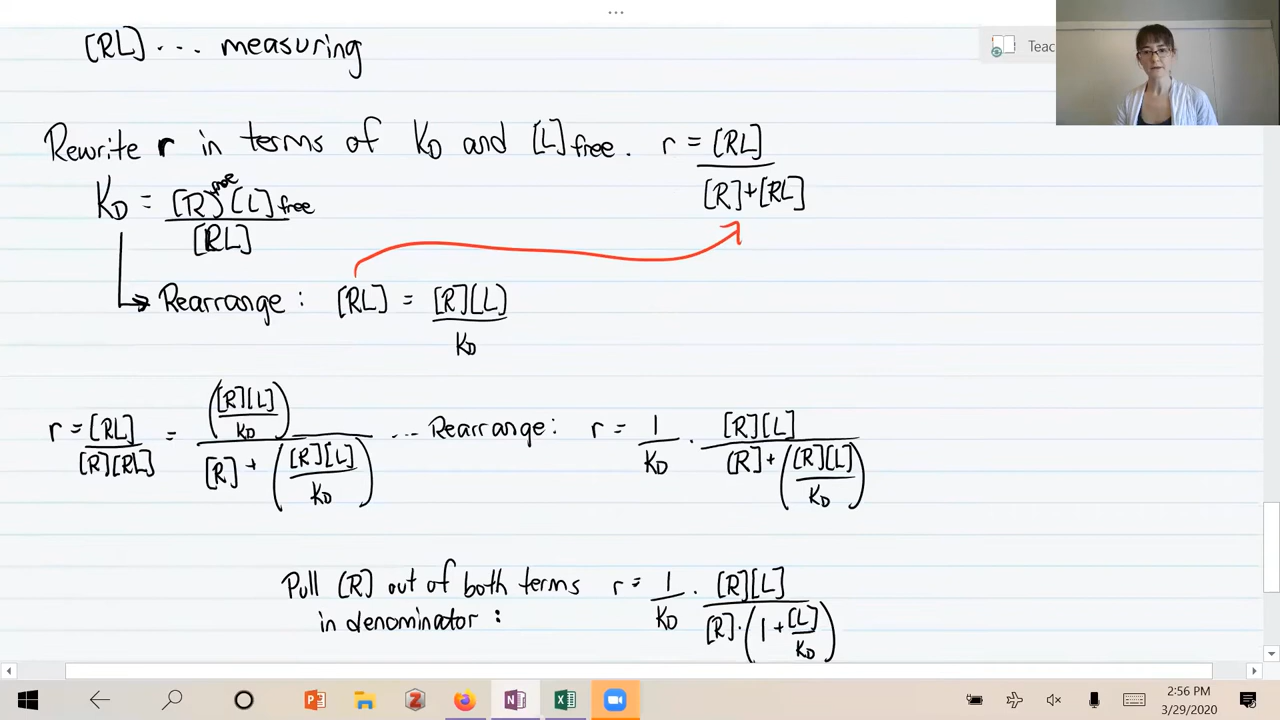 [RL] ... measuring
Teac
Rewrite r in terms of KD and [L]free. r = [RL] / [R]+[RL]
KD = [R]free [L]free / [RL]
Rearrange: [RL] = [R][L] / KD
r = [RL] / [R][RL] = ([R][L] / KD) / [R] + ([R][L] / KD) ... Rearrange: r = 1 / KD · [R][L] / [R] + ([R][L] / KD)
Pull [R] out of both terms r = 1 / KD · [R][L] / [R] · (1 + [L] / KD)
in denominator :
2:56 PM
3/29/2020